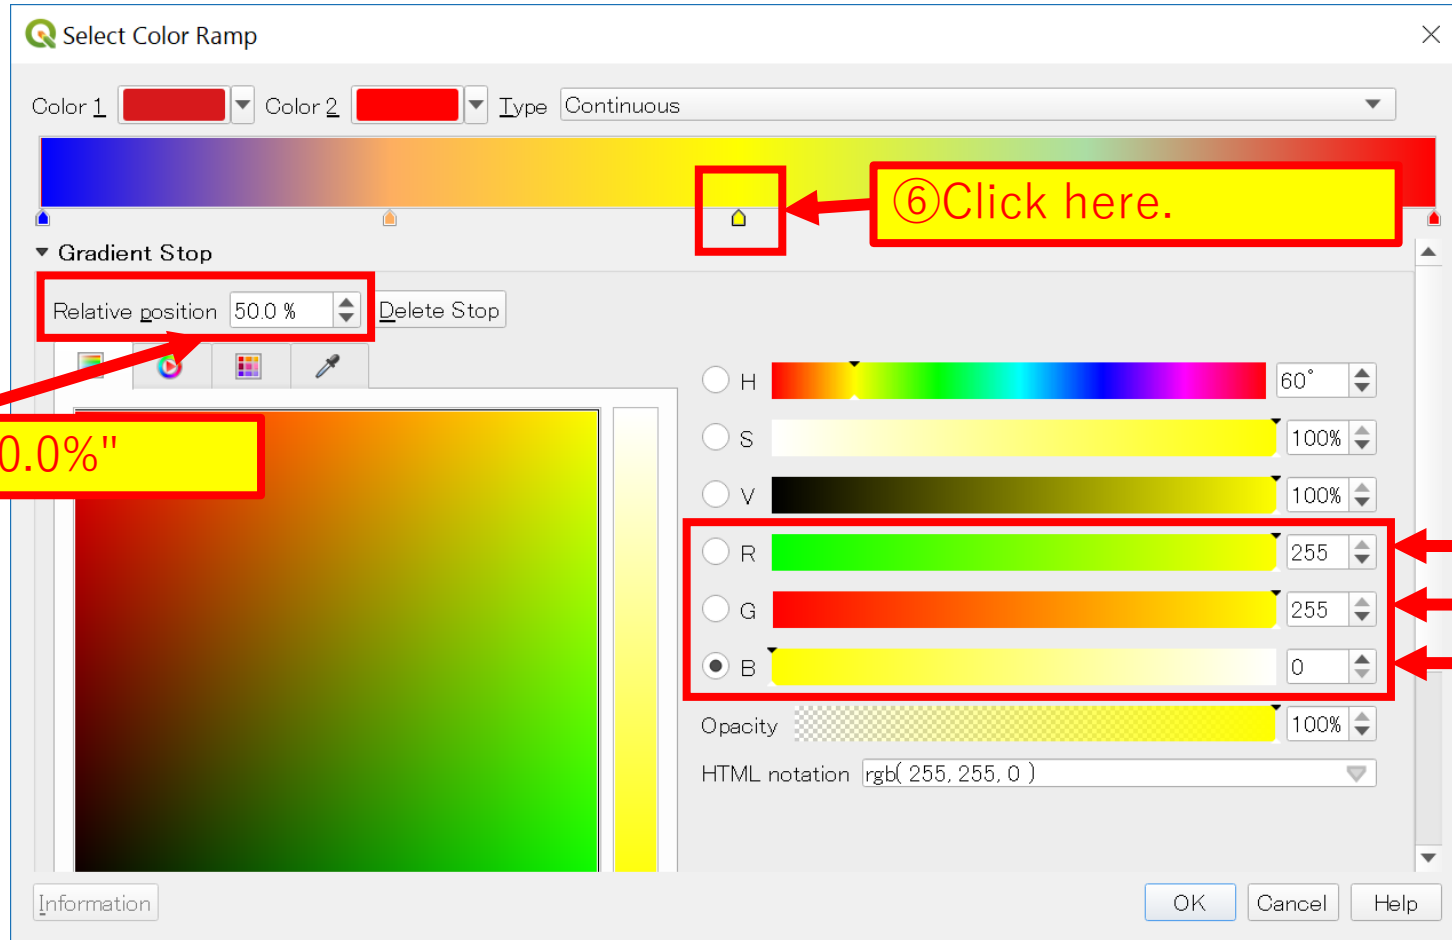 Select Color Ramp
Color 1 Color 2 Type Continuous
⑥Click here.
Gradient Stop
Relative position 50.0 % Delete Stop
0.0%"
H 60°
S 100%
V 100%
R 255
G 255
B 0
Opacity 100%
HTML notation rgb( 255, 255, 0 )
Information OK Cancel Help